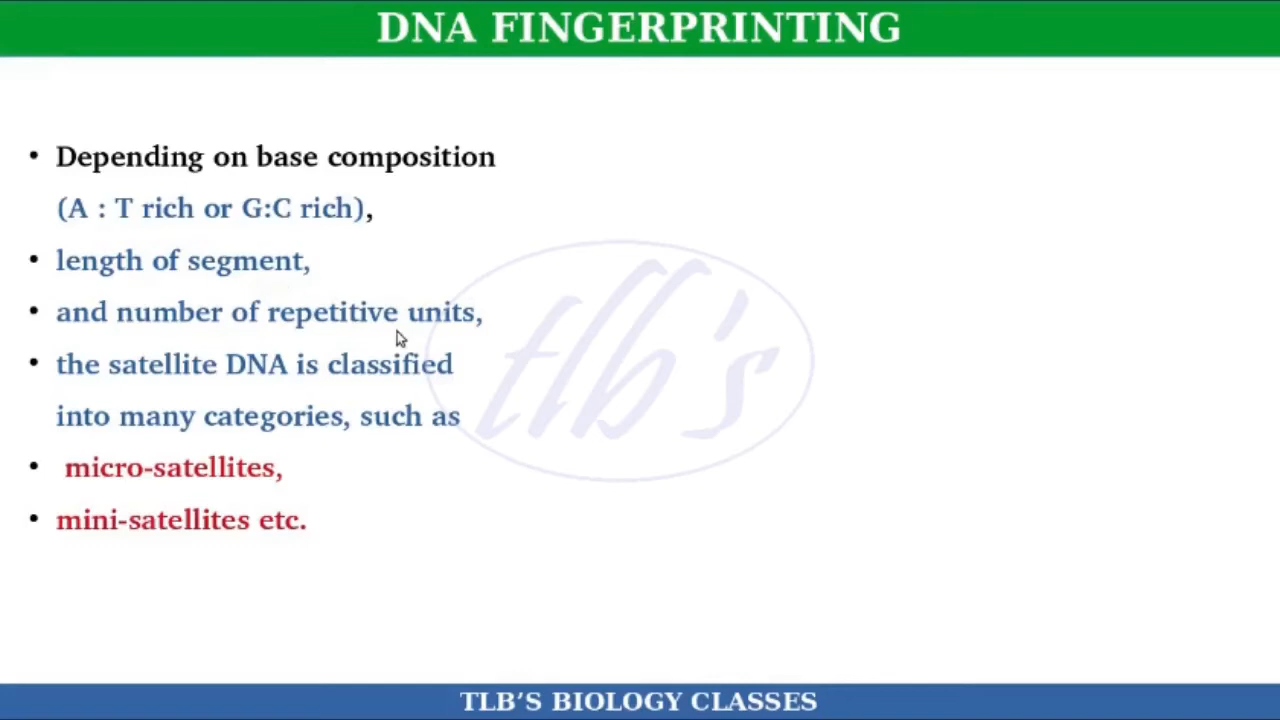 DNA FINGERPRINTING
• Depending on base composition
(A : T rich or G:C rich),
• length of segment,
• and number of repetitive units,
• the satellite DNA is classified
into many categories, such as
• micro-satellites,
• mini-satellites etc.
tlb's
TLB’S BIOLOGY CLASSES